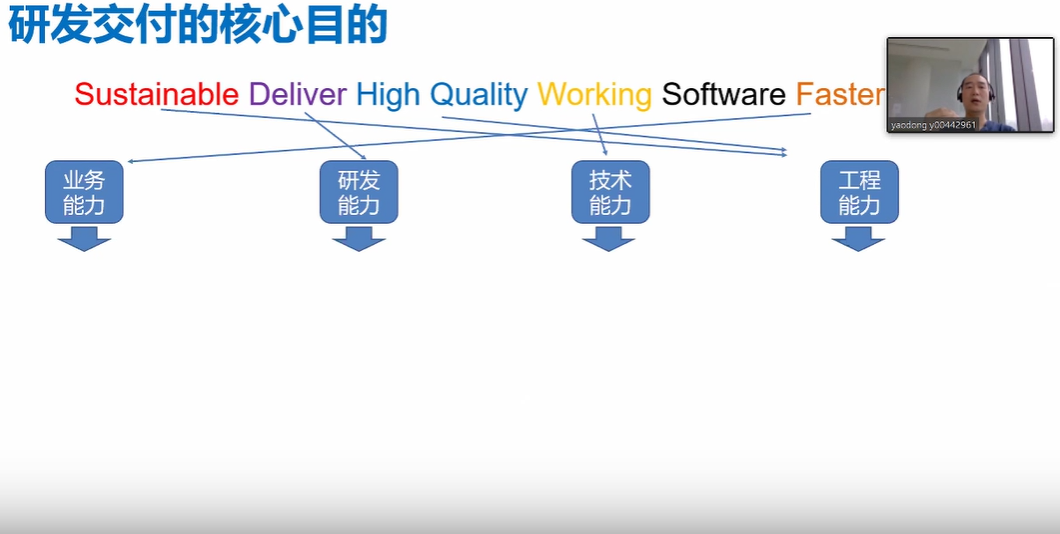 研发交付的核心目的
Sustainable Deliver High Quality Working Software Faster
yaodong y00442961
业务
能力
研发
能力
技术
能力
工程
能力